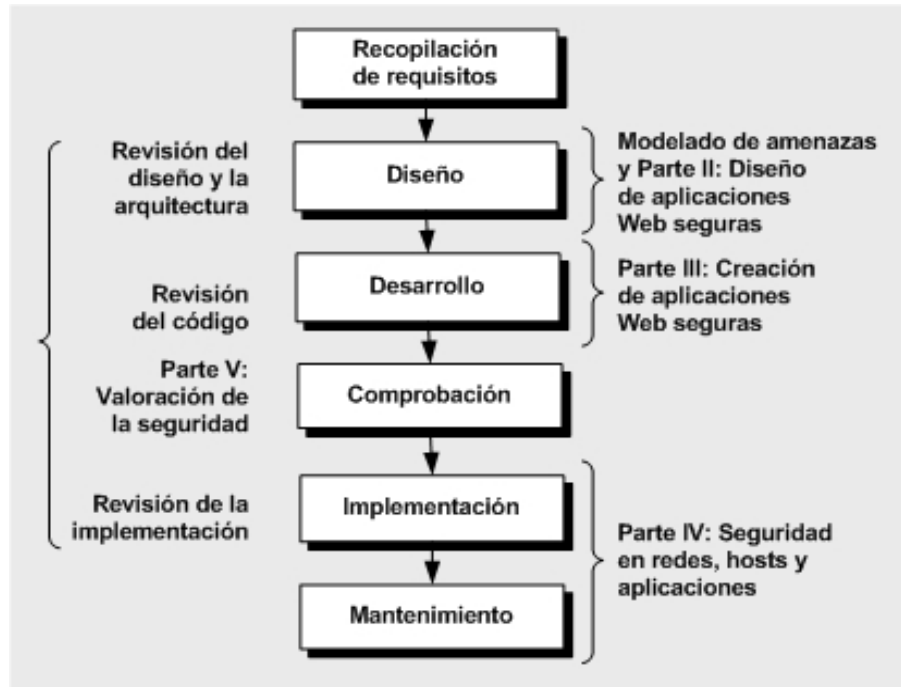 Recopilación
de requisitos
Revisión del
diseño y la
arquitectura
Diseño
Modelado de amenazas
y Parte II: Diseño
de aplicaciones
Web seguras
Revisión
del código
Desarrollo
Parte III: Creación
de aplicaciones
Web seguras
Parte V:
Valoración de
la seguridad
Comprobación
Revisión de la
implementación
Implementación
Parte IV: Seguridad
en redes, hosts y
aplicaciones
Mantenimiento